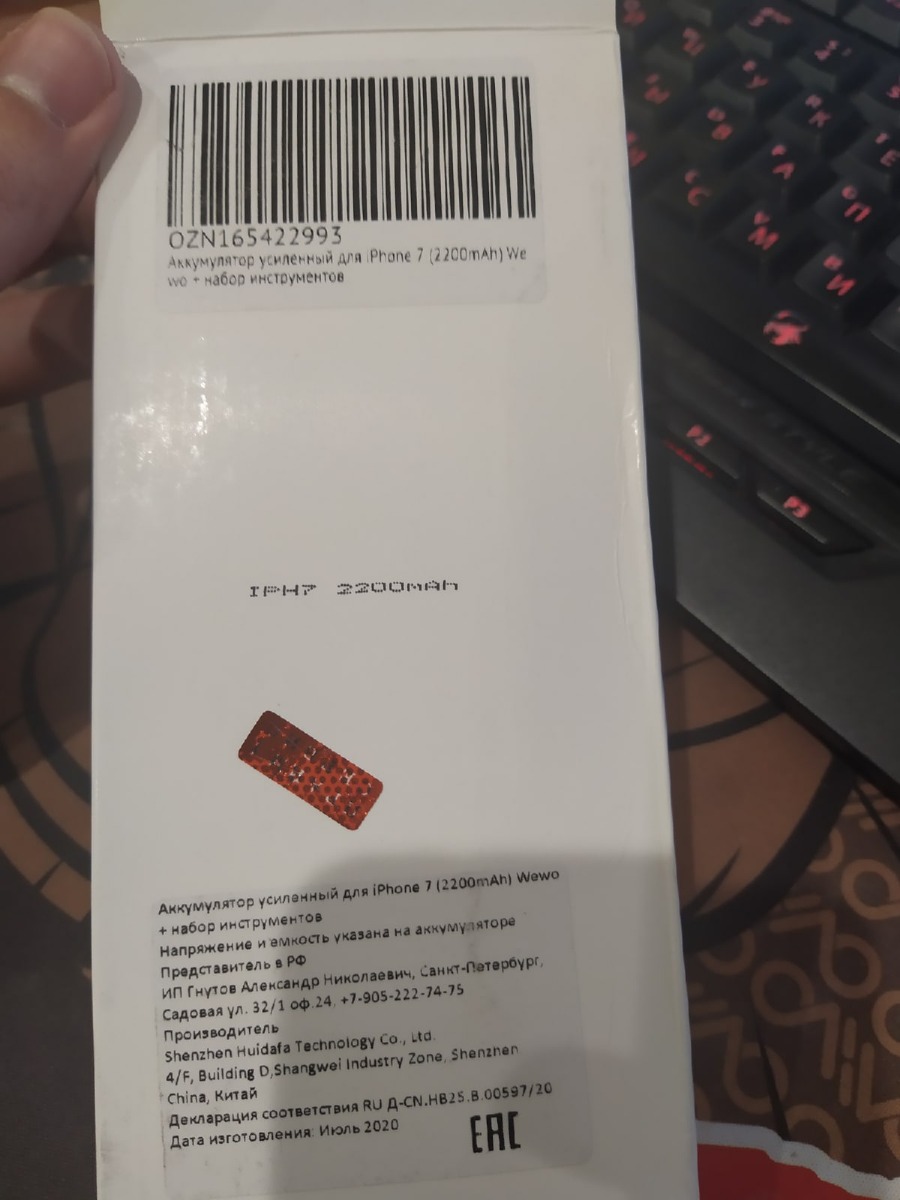 OZN165422993
Аккумулятор усиленный для iPhone 7 (2200mAh) We
wo + набор инструментов
IPH7 2200mAh
Аккумулятор усиленный для iPhone 7 (2200mAh) Wewo
+ набор инструментов
Напряжение и емкость указана на аккумуляторе
Представитель в РФ
ИП Гнутов Александр Николаевич, Санкт-Петербург,
Садовая ул. 32/1 оф.24, +7-905-222-74-75
Производитель
Shenzhen Huidafa Technology Co., Ltd.
4/F, Building D,Shangwei Industry Zone, Shenzhen
China, Китай
Декларация соответствия RU Д-CN.НВ25.В.00597/20
Дата изготовления: Июль 2020
EAC
P2
P3